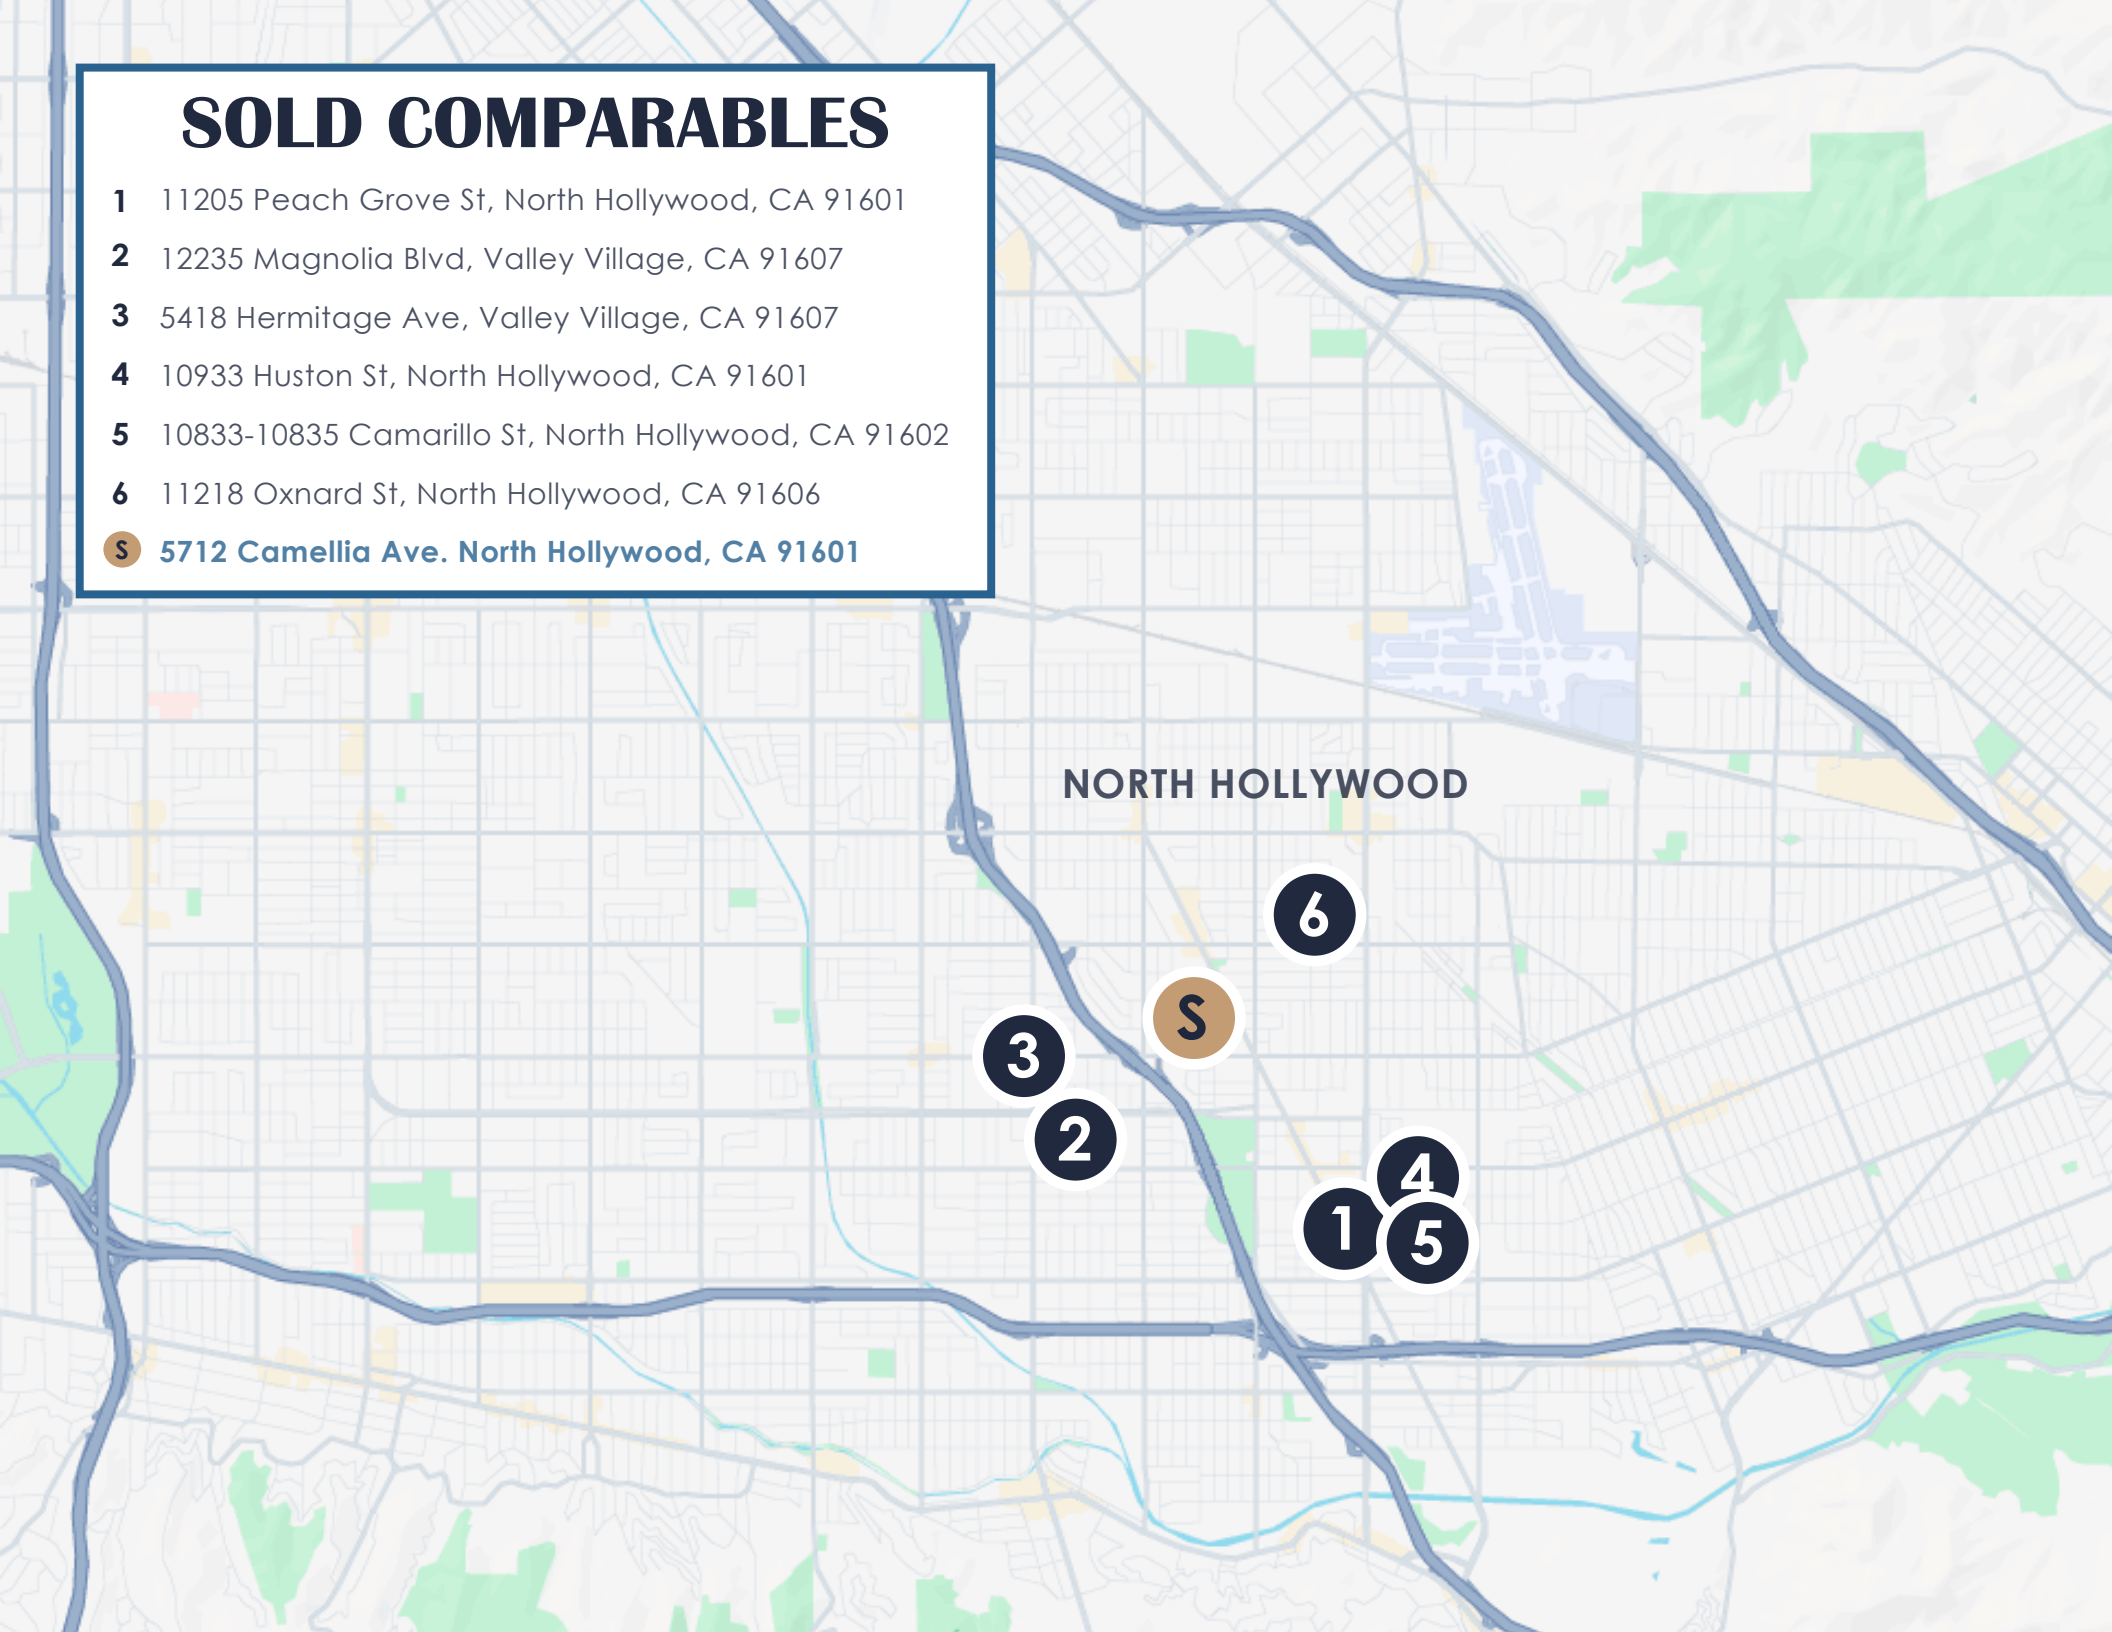 SOLD COMPARABLES
1 11205 Peach Grove St, North Hollywood, CA 91601
2 12235 Magnolia Blvd, Valley Village, CA 91607
3 5418 Hermitage Ave, Valley Village, CA 91607
4 10933 Huston St, North Hollywood, CA 91601
5 10833-10835 Camarillo St, North Hollywood, CA 91602
6 11218 Oxnard St, North Hollywood, CA 91606
S 5712 Camellia Ave. North Hollywood, CA 91601
NORTH HOLLYWOOD
6
S
3
2
4
1
5